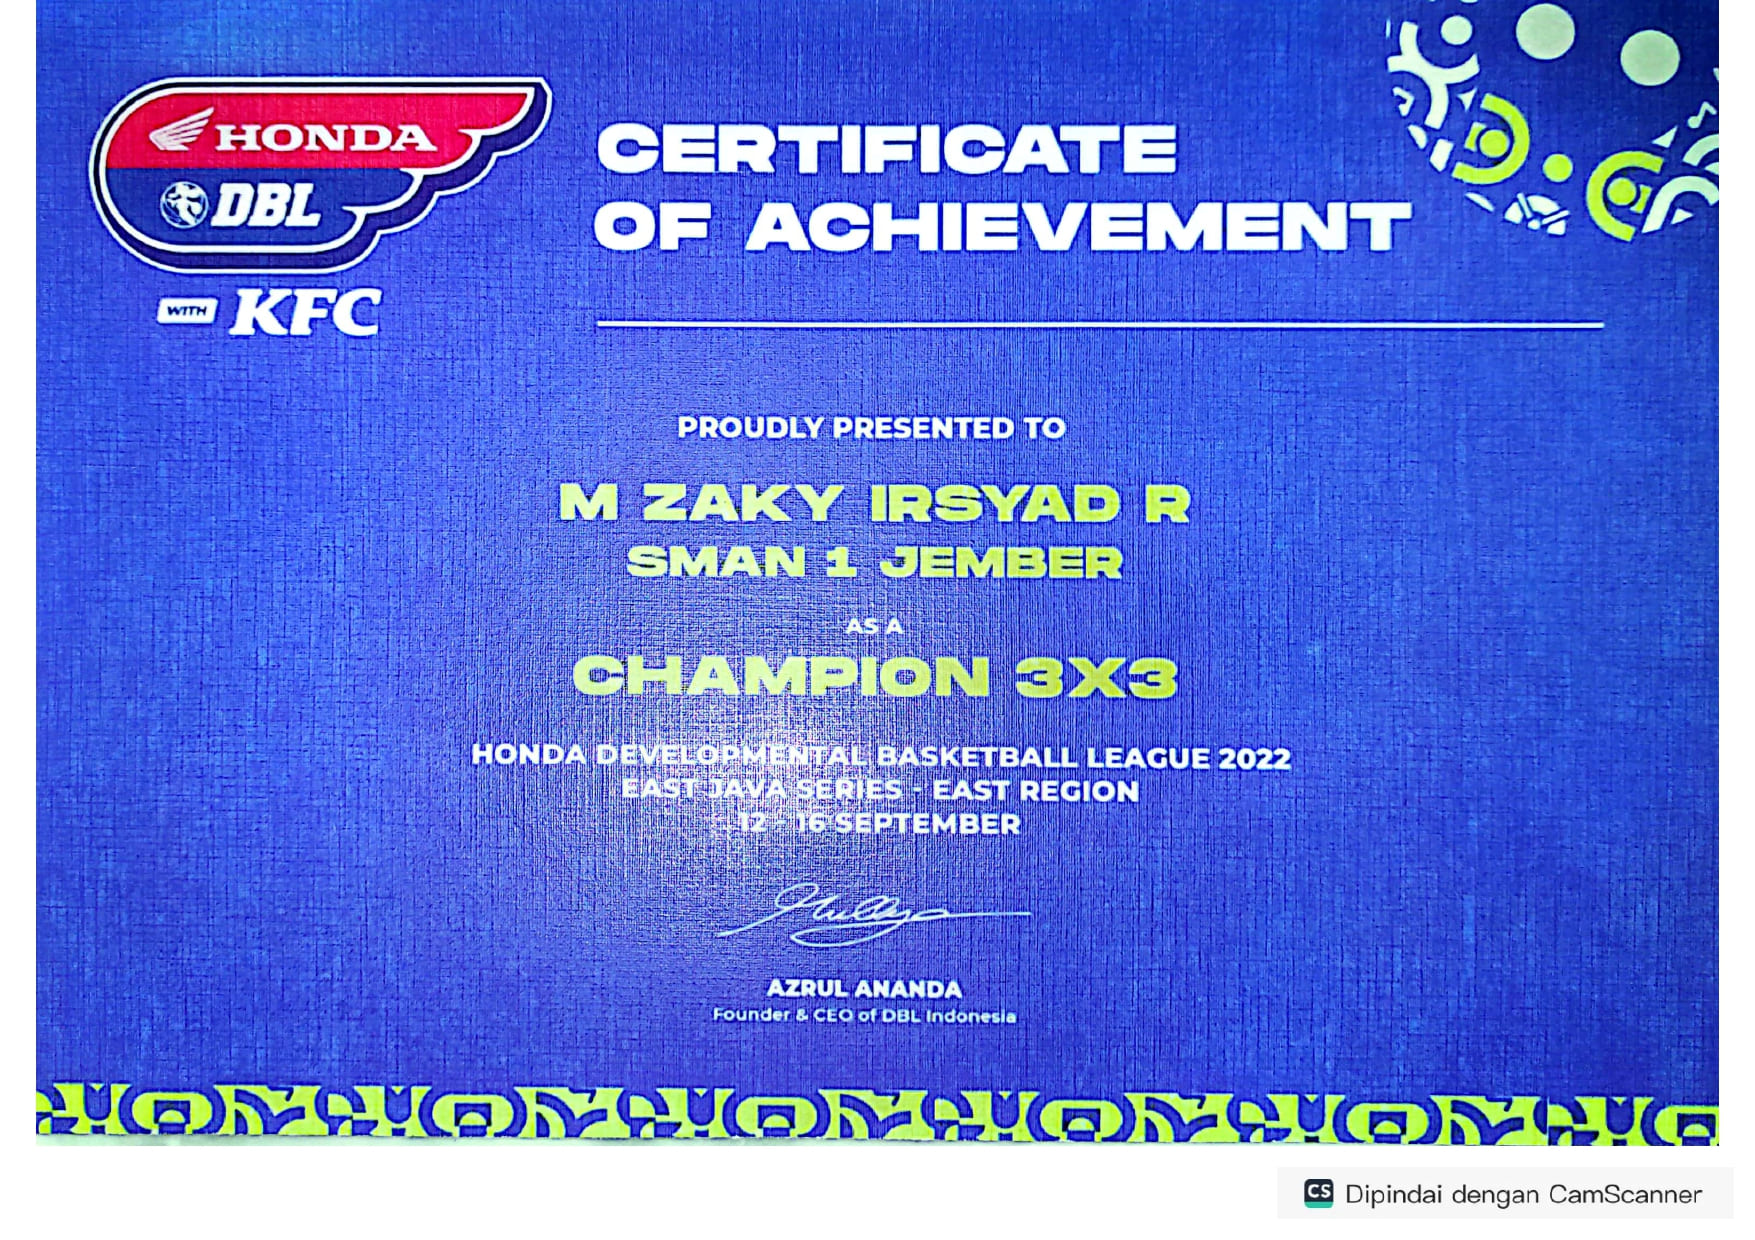 HONDA
DBL
WITH KFC
CERTIFICATE
OF ACHIEVEMENT
PROUDLY PRESENTED TO
M ZAKY IRSYAD R
SMAN 1 JEMBER
AS A
CHAMPION 3X3
HONDA DEVELOPMENTAL BASKETBALL LEAGUE 2022
EAST JAVA SERIES - EAST REGION
12 - 16 SEPTEMBER
AZRUL ANANDA
Founder & CEO of DBL Indonesia
CS Dipindai dengan CamScanner